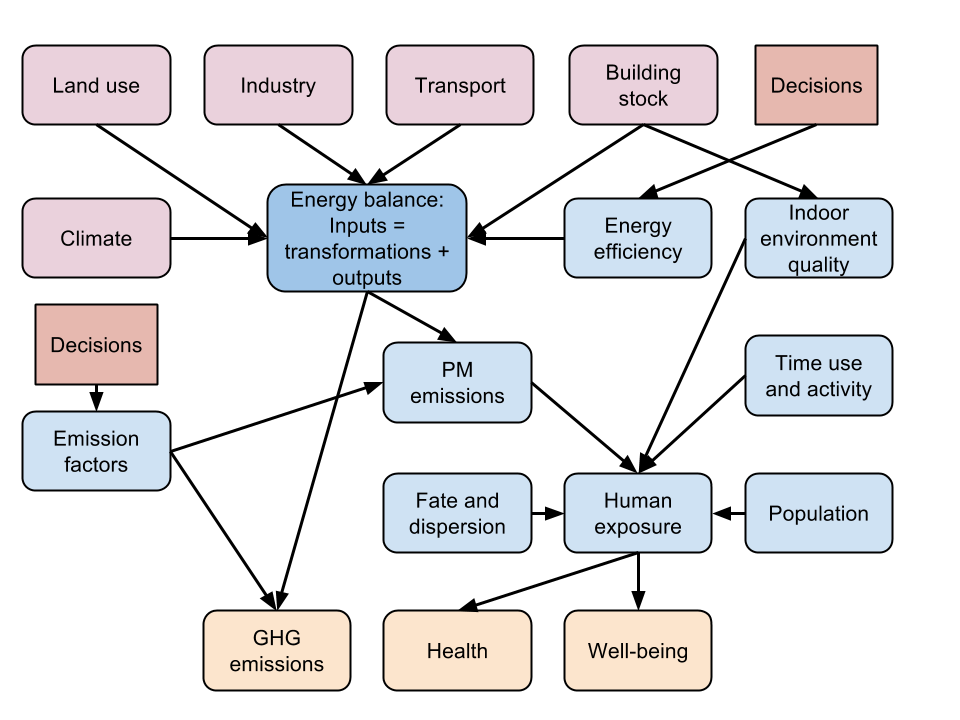 Land use
Industry
Transport
Building
stock
Decisions
Climate
Energy balance:
Inputs =
transformations +
outputs
Energy
efficiency
Indoor
environment
quality
Decisions
PM
emissions
Time use
and activity
Emission
factors
Fate and
dispersion
Human
exposure
Population
GHG
emissions
Health
Well-being